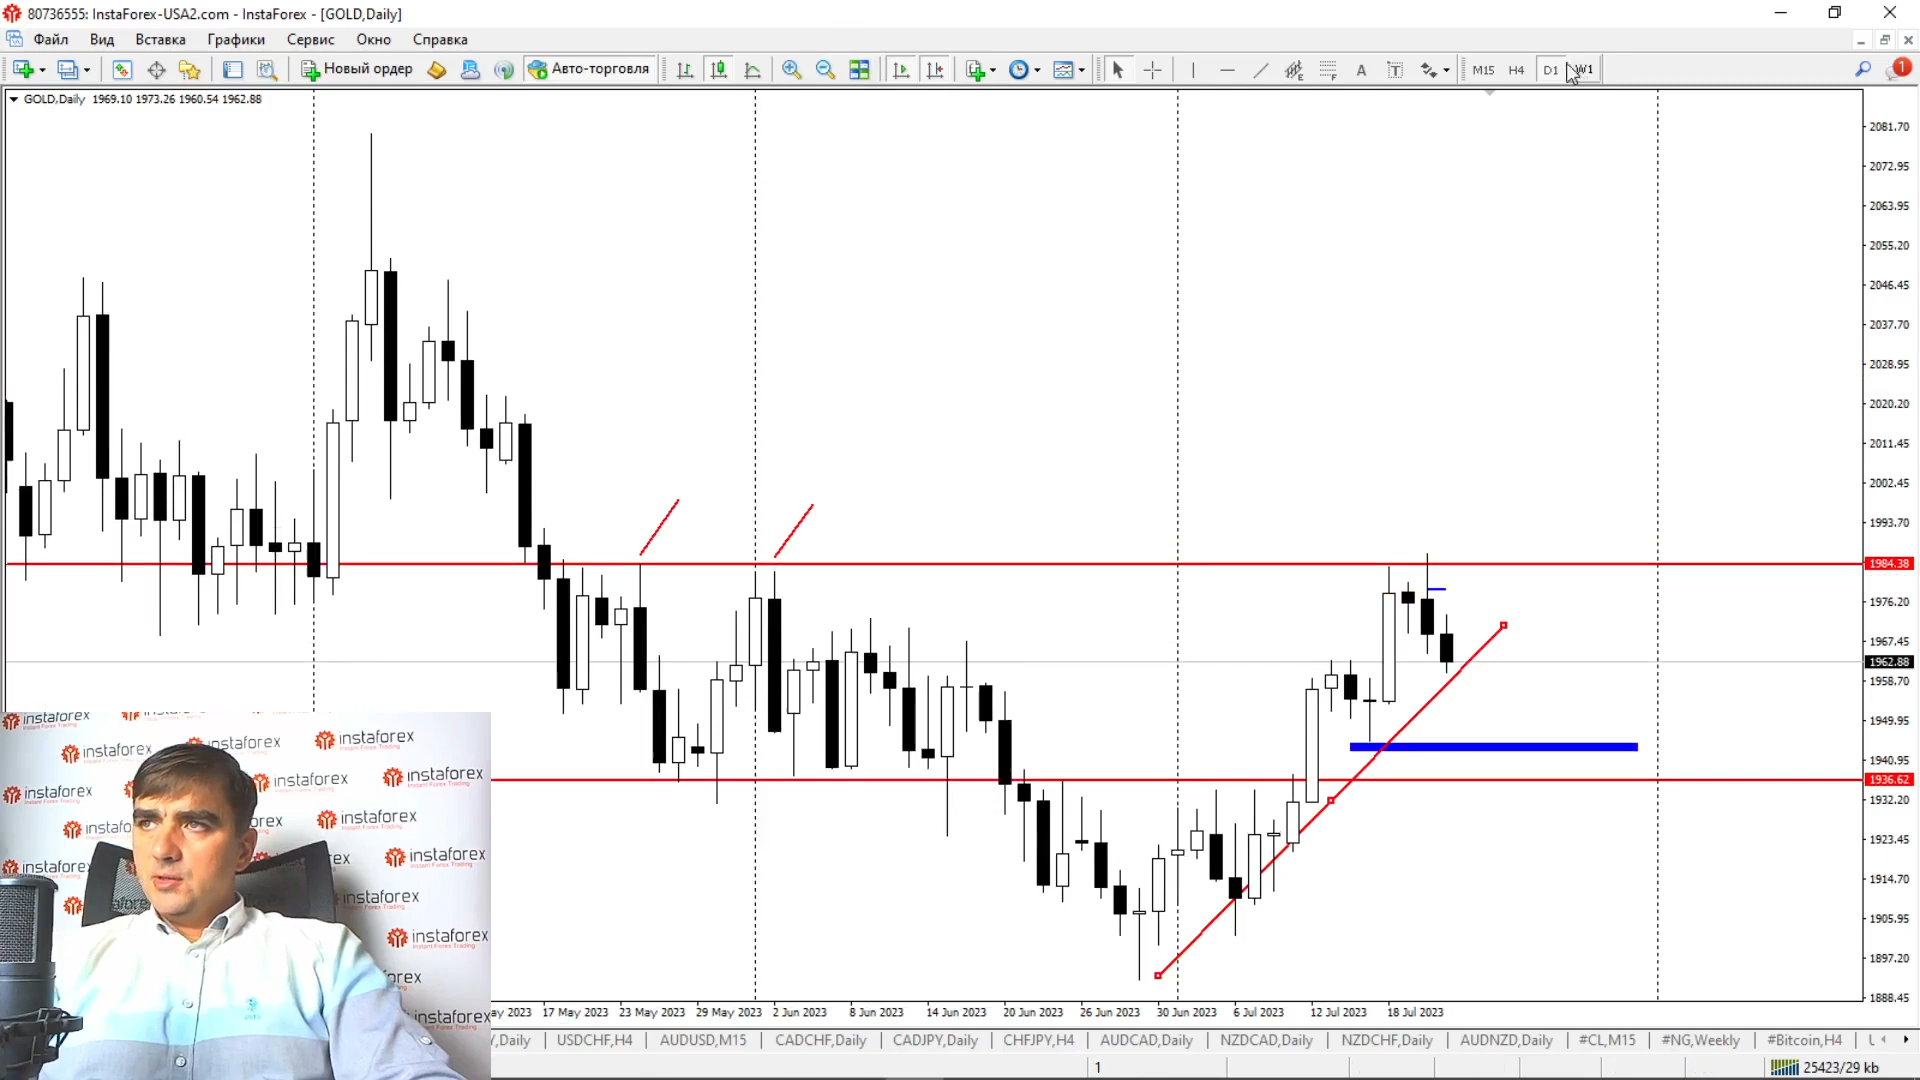 80736555: InstaForex-USA2.com - InstaForex - [GOLD,Daily]
Файл Вид Вставка Графики Сервис Окно Справка
Новый ордер Авто-торговля A T M15 H4 D1 W1 1
GOLD,Daily 1969.10 1973.26 1960.54 1962.88
2081.70
2072.95
2063.95
2055.20
2046.45
2037.70
2028.95
2020.20
2011.45
2002.45
1993.70
1984.38
1976.20
1967.45
1962.88
1958.70
1949.95
1940.95
1936.62
1932.20
1923.45
1914.70
1905.95
1897.20
1888.45
instaforex
Instant Forex Trading
17 May 2023 23 May 2023 29 May 2023 2 Jun 2023 8 Jun 2023 14 Jun 2023 20 Jun 2023 26 Jun 2023 30 Jun 2023 6 Jul 2023 12 Jul 2023 18 Jul 2023
USDCHF,H4 AUDUSD,M15 CADCHF,Daily CADJPY,Daily CHFJPY,H4 AUDCAD,Daily NZDCAD,Daily NZDCHF,Daily AUDNZD,Daily #CL,M15 #NG,Weekly #Bitcoin,H4
1 25423/29 kb